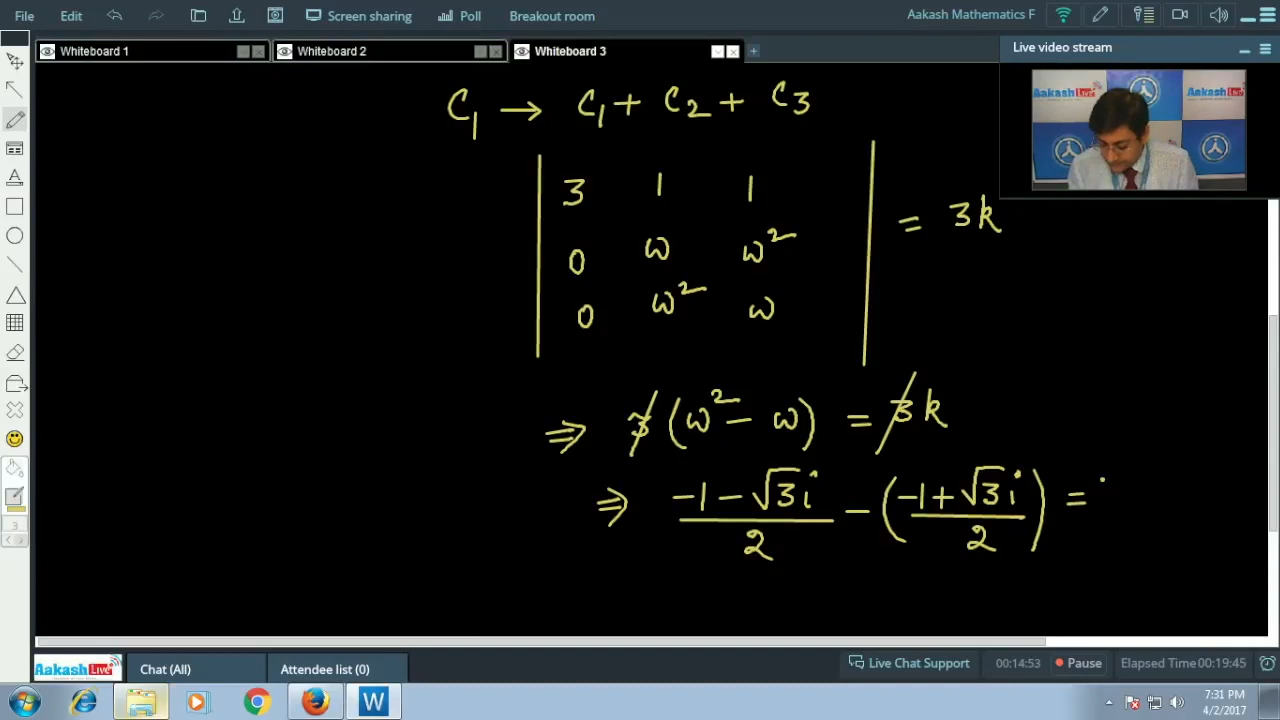 File Edit Screen sharing Poll Breakout room Aakash Mathematics F
Whiteboard 1 Whiteboard 2 Whiteboard 3 Live video stream
C₁ → C₁ + C₂ + C₃
3 1 1
0 ω ω² = 3k
0 ω² ω
⇒ 3(ω² − ω) = 3k
⇒ (-1 - √3i)/2 − ((-1 + √3i)/2) =
Aakash Live Chat (All) Attendee list (0) Live Chat Support 00:14:53 Pause Elapsed Time 00:19:45
7:31 PM
4/2/2017